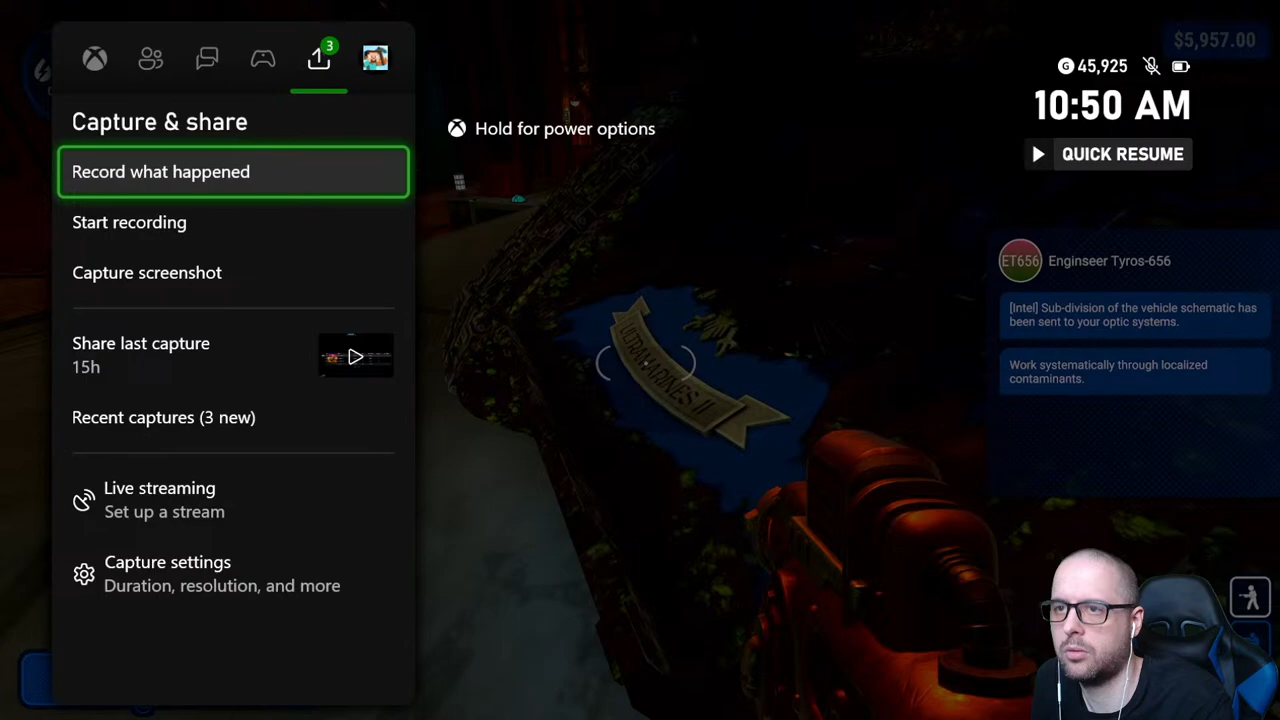 3
Capture & share
Record what happened
Start recording
Capture screenshot
Share last capture
15h
Recent captures (3 new)
Live streaming
Set up a stream
Capture settings
Duration, resolution, and more
Hold for power options
$5,957.00
G 45,925
10:50 AM
QUICK RESUME
ET656 Enginseer Tyros-656
[Intel] Sub-division of the vehicle schematic has
been sent to your optic systems.
Work systematically through localized
contaminants.
ULTRAMARINES II